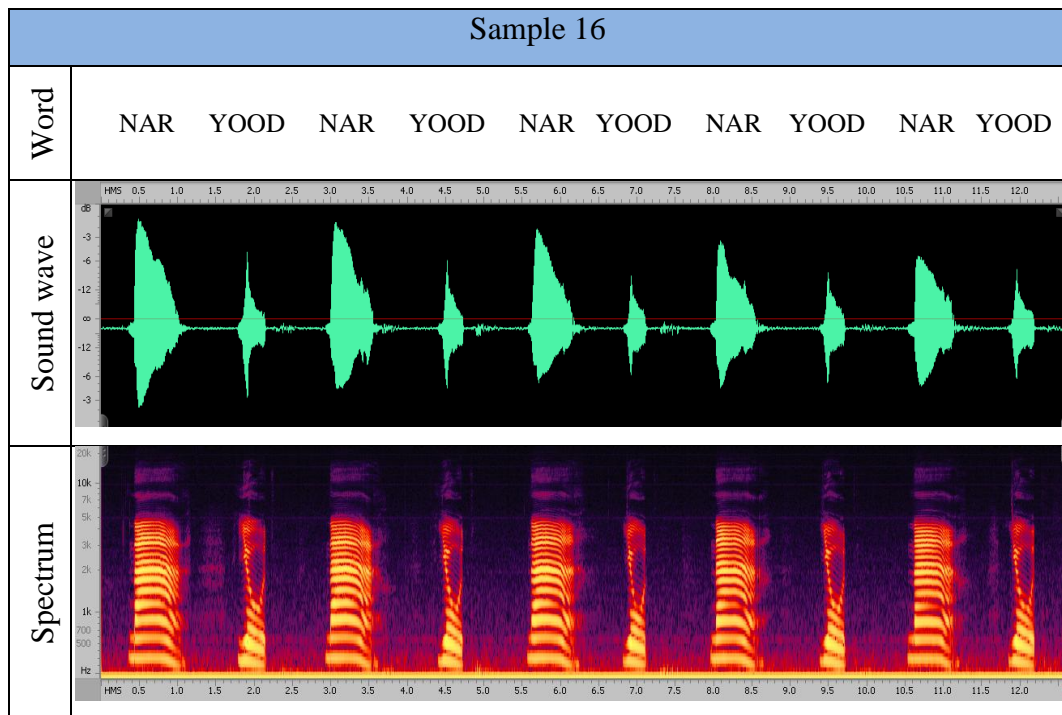 Sample 16
Word
NAR YOOD NAR YOOD NAR YOOD NAR YOOD NAR YOOD
Sound wave
HMS 0.5 1.0 1.5 2.0 2.5 3.0 3.5 4.0 4.5 5.0 5.5 6.0 6.5 7.0 7.5 8.0 8.5 9.0 9.5 10.0 10.5 11.0 11.5 12.0
dB
-3
-6
-12
∞
-12
-6
-3
Spectrum
20k
10k
7k
5k
3k
2k
1k
700
500
Hz
HMS 0.5 1.0 1.5 2.0 2.5 3.0 3.5 4.0 4.5 5.0 5.5 6.0 6.5 7.0 7.5 8.0 8.5 9.0 9.5 10.0 10.5 11.0 11.5 12.0